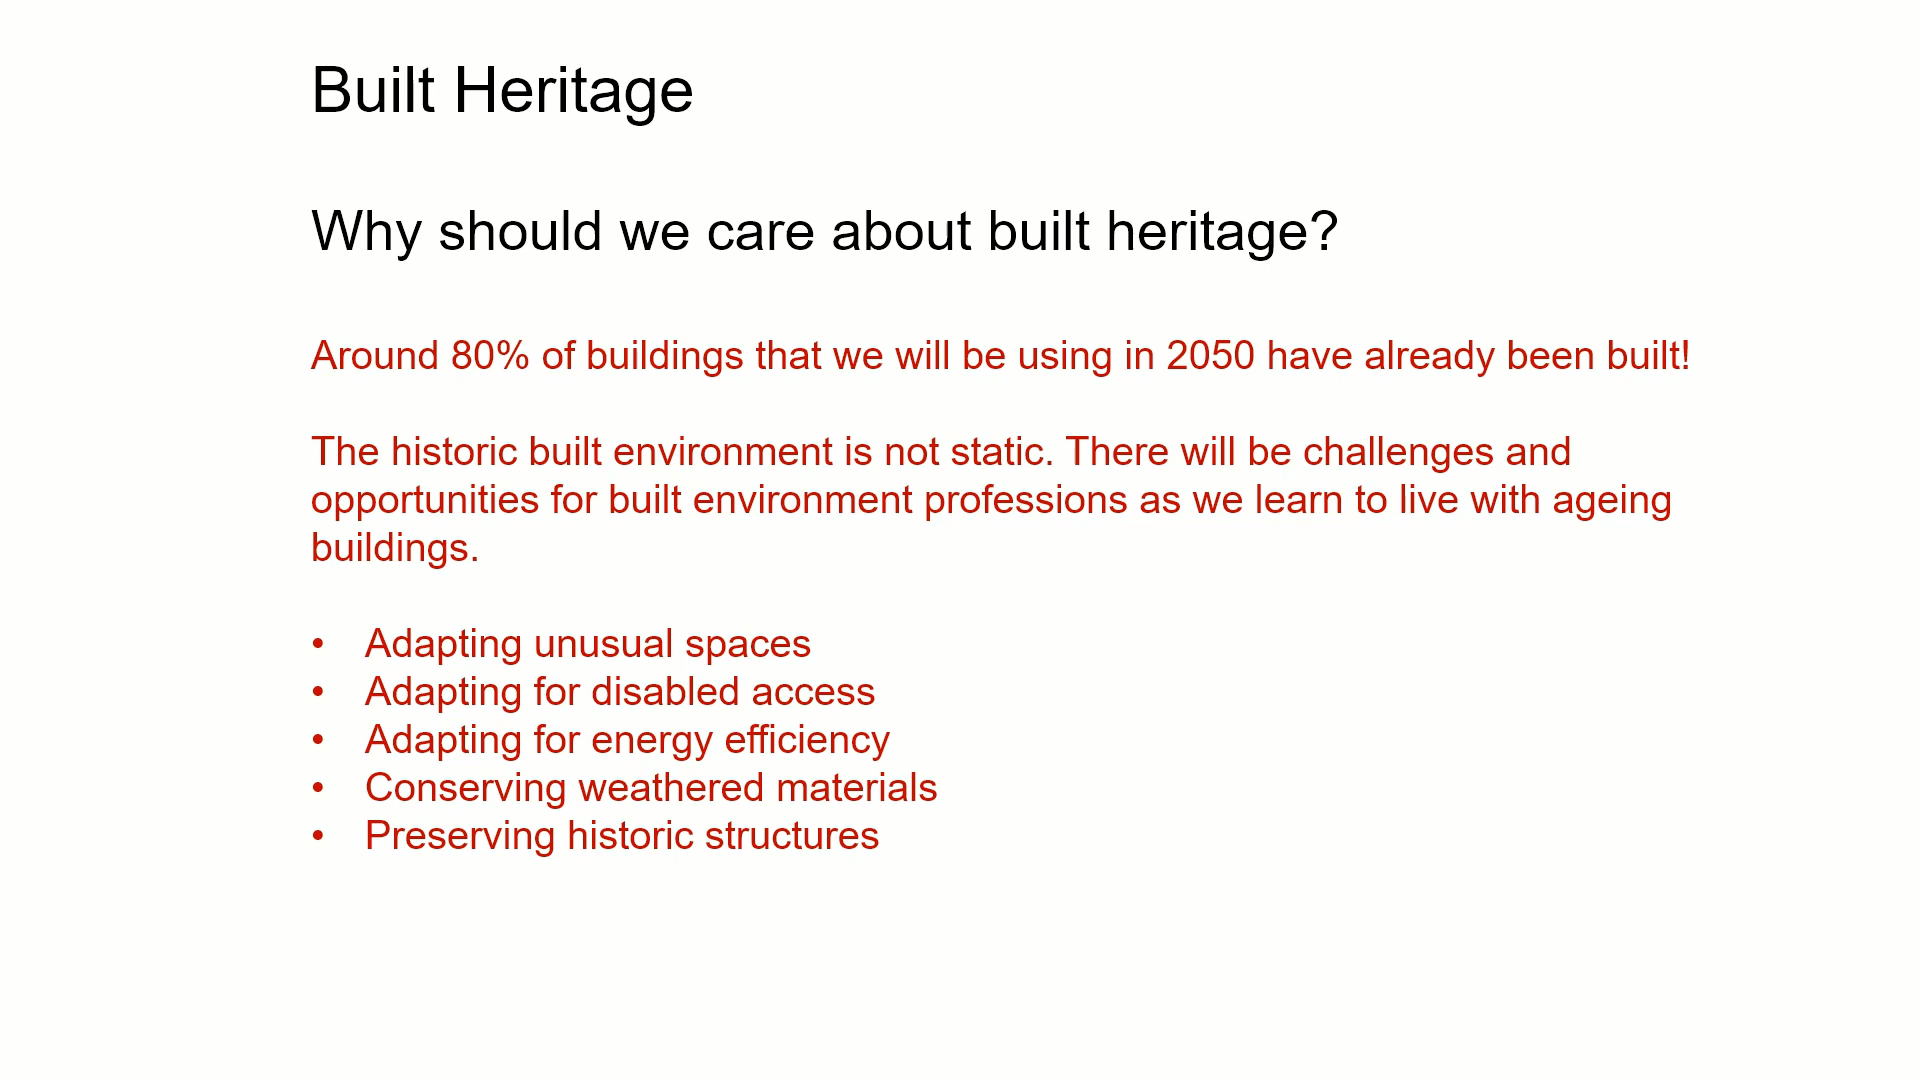 Built Heritage
Why should we care about built heritage?
Around 80% of buildings that we will be using in 2050 have already been built!
The historic built environment is not static. There will be challenges and
opportunities for built environment professions as we learn to live with ageing
buildings.
• Adapting unusual spaces
• Adapting for disabled access
• Adapting for energy efficiency
• Conserving weathered materials
• Preserving historic structures